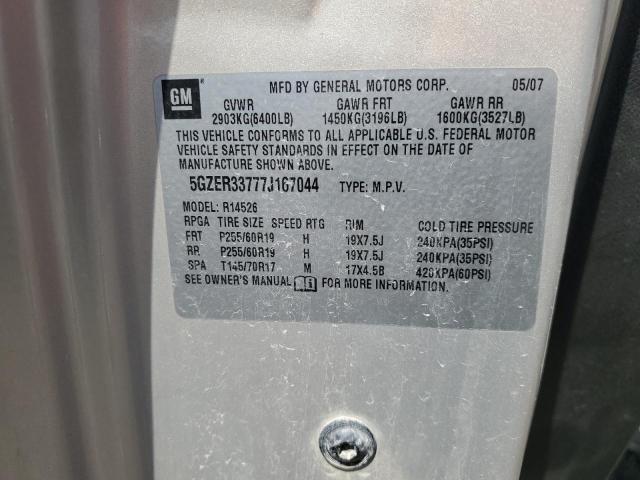 GM ® MFD BY GENERAL MOTORS CORP. 05/07
GVWR GAWR FRT GAWR RR
2903KG(6400LB) 1450KG(3196LB) 1600KG(3527LB)
THIS VEHICLE CONFORMS TO ALL APPLICABLE U.S. FEDERAL MOTOR
VEHICLE SAFETY STANDARDS IN EFFECT ON THE DATE OF
MANUFACTURE SHOWN ABOVE.
5GZER33777J167044 TYPE: M.P.V.
MODEL: R14526
RPGA TIRE SIZE SPEED RTG RIM COLD TIRE PRESSURE
FRT P255/60R19 H 19X7.5J 240KPA(35PSI)
RR P255/60R19 H 19X7.5J 240KPA(35PSI)
SPA T145/70R17 M 17X4.5B 420KPA(60PSI)
SEE OWNER'S MANUAL FOR MORE INFORMATION.